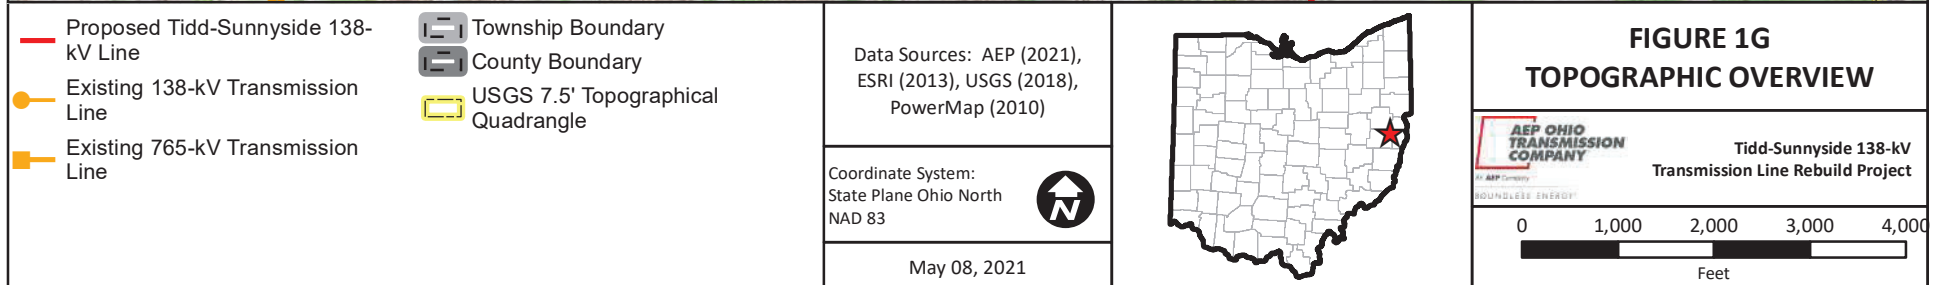 Proposed Tidd-Sunnyside 138-
kV Line
Existing 138-kV Transmission
Line
Existing 765-kV Transmission
Line
Township Boundary
County Boundary
USGS 7.5' Topographical
Quadrangle
Data Sources: AEP (2021),
ESRI (2013), USGS (2018),
PowerMap (2010)
Coordinate System:
State Plane Ohio North
NAD 83
N
May 08, 2021
FIGURE 1G
TOPOGRAPHIC OVERVIEW
AEP OHIO
TRANSMISSION
COMPANY
An AEP Company
BOUNDLESS ENERGY
Tidd-Sunnyside 138-kV
Transmission Line Rebuild Project
0 1,000 2,000 3,000 4,000
Feet